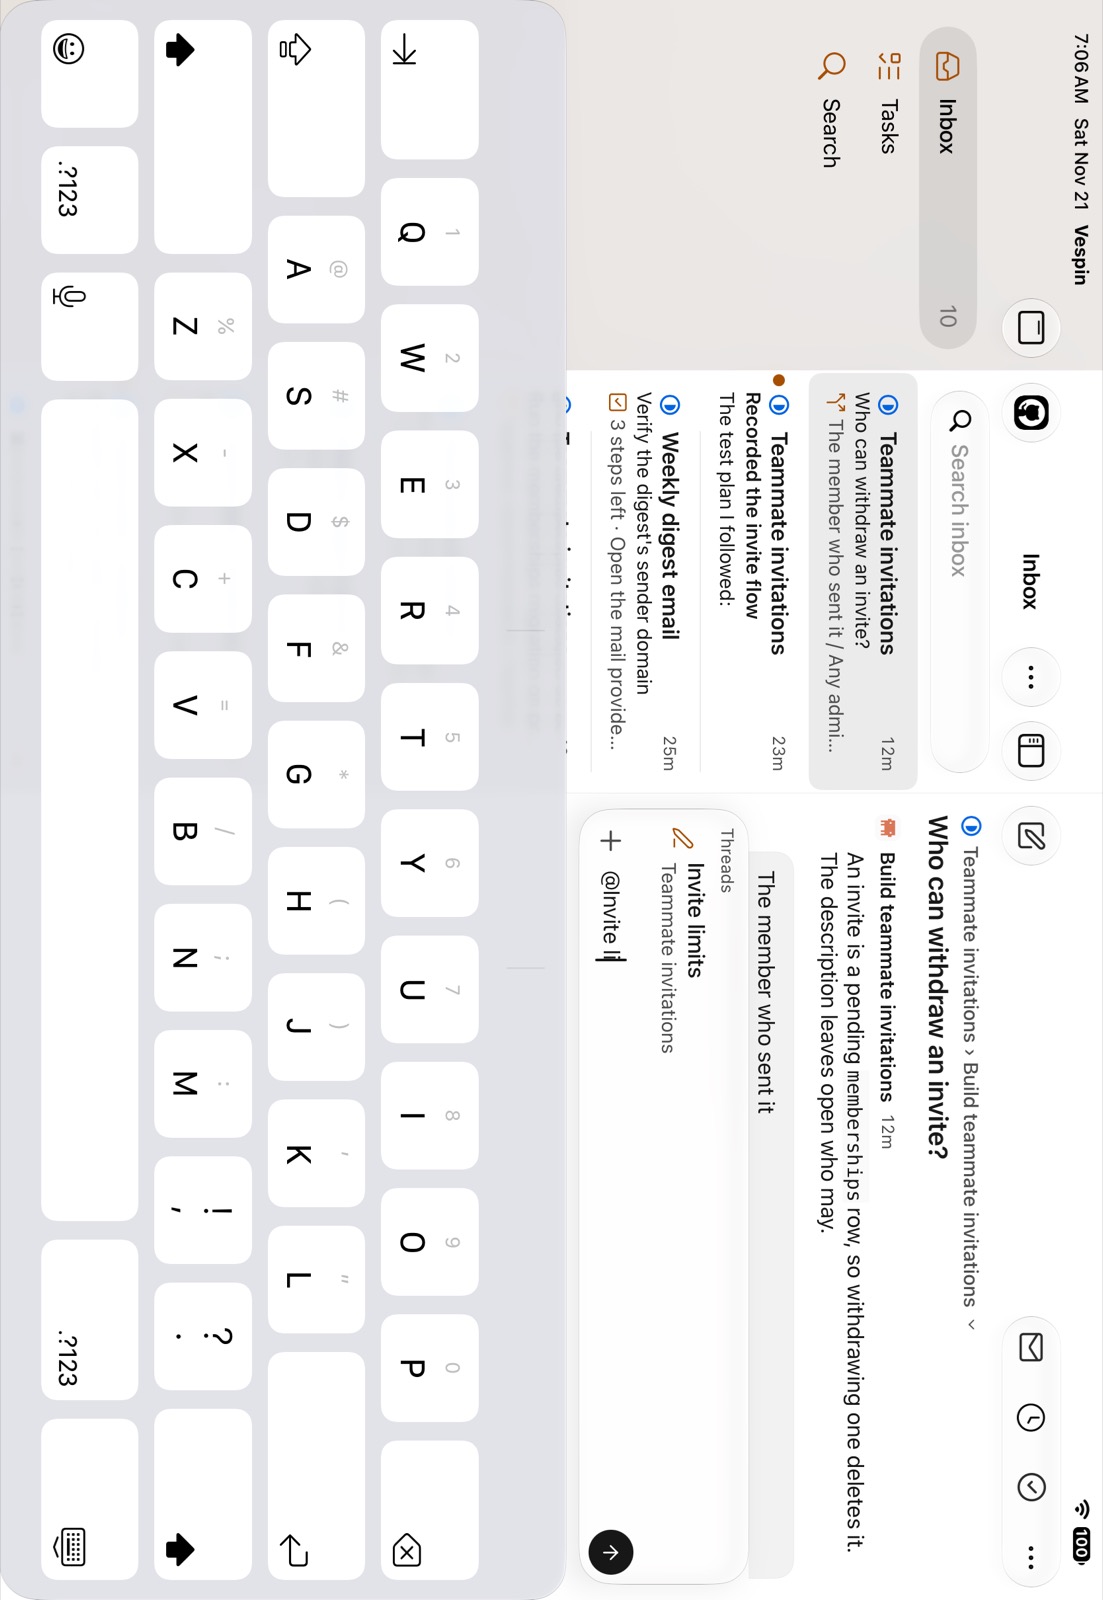 7:06 AM Sat Nov 21 Vespin
100
Inbox 10
Tasks
Search
Inbox
Search inbox
Teammate invitations 12m
Who can withdraw an invite?
The member who sent it / Any admi...
Teammate invitations 23m
Recorded the invite flow
The test plan I followed:
Weekly digest email 25m
Verify the digest's sender domain
3 steps left · Open the mail provide...
Teammate invitations › Build teammate invitations
Who can withdraw an invite?
Build teammate invitations 12m
An invite is a pending memberships row, so withdrawing one deletes it.
The description leaves open who may.
The member who sent it
Threads
Invite limits
Teammate invitations
@Invite li
1 2 3 4 5 6 7 8 9 0
Q W E R T Y U I O P
@ # $ & * ( ) ' "
A S D F G H J K L
% - + = / ; : ! ?
Z X C V B N M , .
.?123 .?123